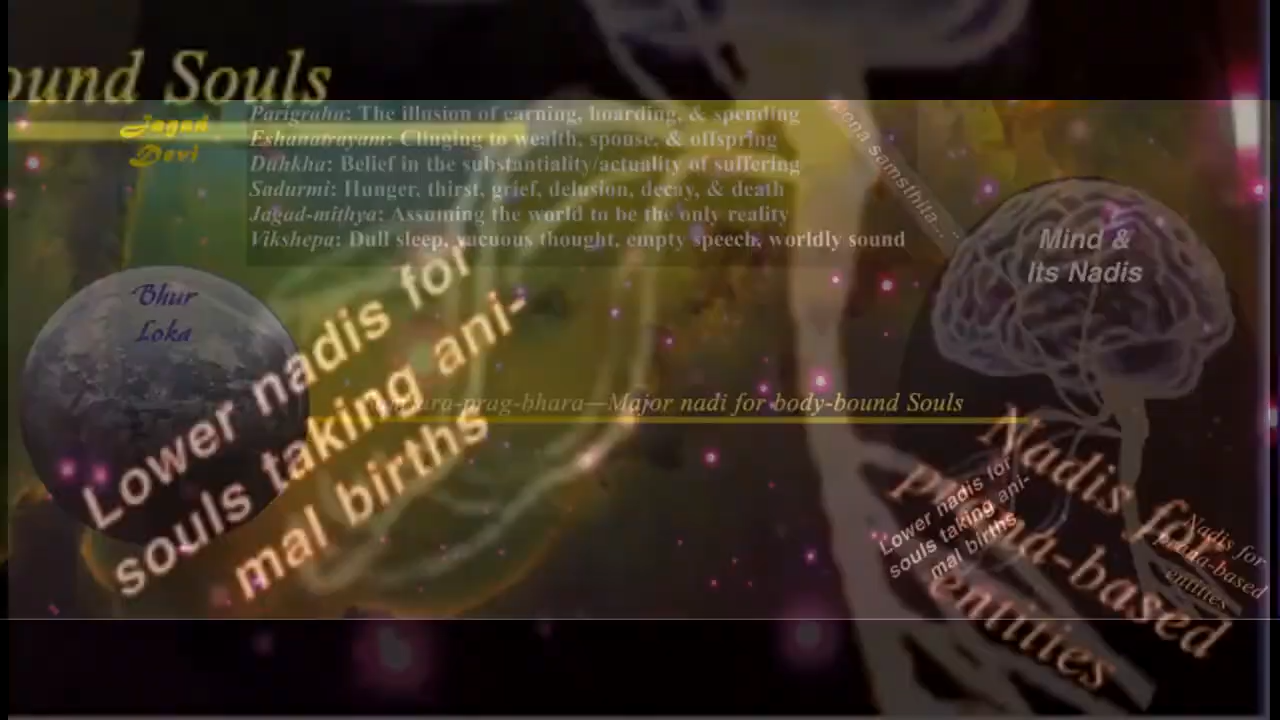 ound Souls
Jagad
Devi
Parigraha: The illusion of earning, hoarding, & spending
Eshanatrayam: Clinging to wealth, spouse, & offspring
Duhkha: Belief in the substantiality/actuality of suffering
Sadurmi: Hunger, thirst, grief, delusion, decay, & death
Jagad-mithya: Assuming the world to be the only reality
Vikshepa: Dull sleep, vacuous thought, empty speech, worldly sound
samsthita...
Mind &
Its Nadis
Bhur
Loka
Lower nadis for
souls taking ani-
mal births
prag-bhara—Major nadi for body-bound Souls
Nadis for
prana-based
entities
Lower nadis for
souls taking ani-
mal births
Nadis for
prana-based
entities